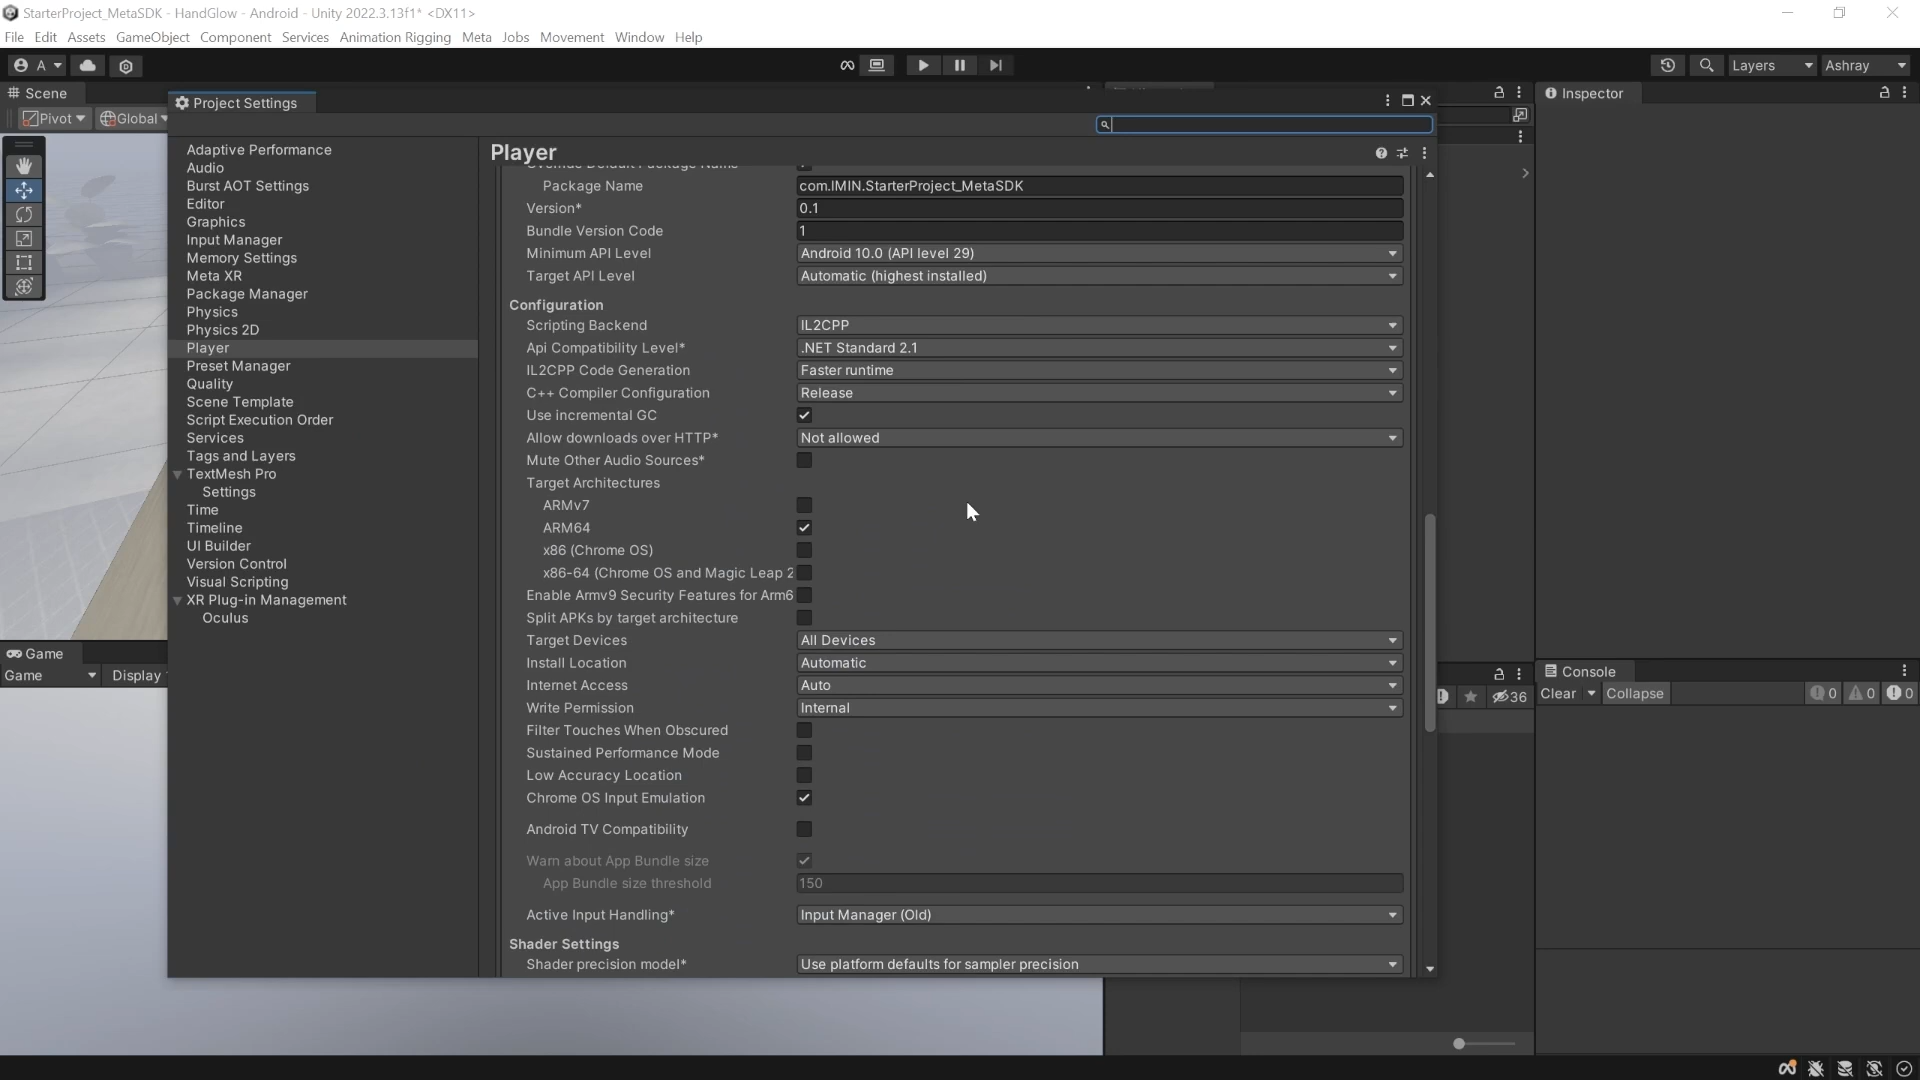 StarterProject_MetaSDK - HandGlow - Android - Unity 2022.3.13f1* <DX11>
File Edit Assets GameObject Component Services Animation Rigging Meta Jobs Movement Window Help
A
Layers
Ashray
Scene
Project Settings
Inspector
Pivot
Global
Player
Adaptive Performance
Audio
Burst AOT Settings
Editor
Graphics
Input Manager
Memory Settings
Meta XR
Package Manager
Physics
Physics 2D
Player
Preset Manager
Quality
Scene Template
Script Execution Order
Services
Tags and Layers
TextMesh Pro
Settings
Time
Timeline
UI Builder
Version Control
Visual Scripting
XR Plug-in Management
Oculus
Override Default Package Name
Package Name com.IMIN.StarterProject_MetaSDK
Version* 0.1
Bundle Version Code 1
Minimum API Level Android 10.0 (API level 29)
Target API Level Automatic (highest installed)
Configuration
Scripting Backend IL2CPP
Api Compatibility Level* .NET Standard 2.1
IL2CPP Code Generation Faster runtime
C++ Compiler Configuration Release
Use incremental GC
Allow downloads over HTTP* Not allowed
Mute Other Audio Sources*
Target Architectures
ARMv7
ARM64
x86 (Chrome OS)
x86-64 (Chrome OS and Magic Leap 2
Enable Armv9 Security Features for Arm6
Split APKs by target architecture
Target Devices All Devices
Install Location Automatic
Internet Access Auto
Write Permission Internal
Filter Touches When Obscured
Sustained Performance Mode
Low Accuracy Location
Chrome OS Input Emulation
Android TV Compatibility
Warn about App Bundle size
App Bundle size threshold 150
Active Input Handling* Input Manager (Old)
Shader Settings
Shader precision model* Use platform defaults for sampler precision
Game
Game Display
36
Console
Clear Collapse 0 0 0